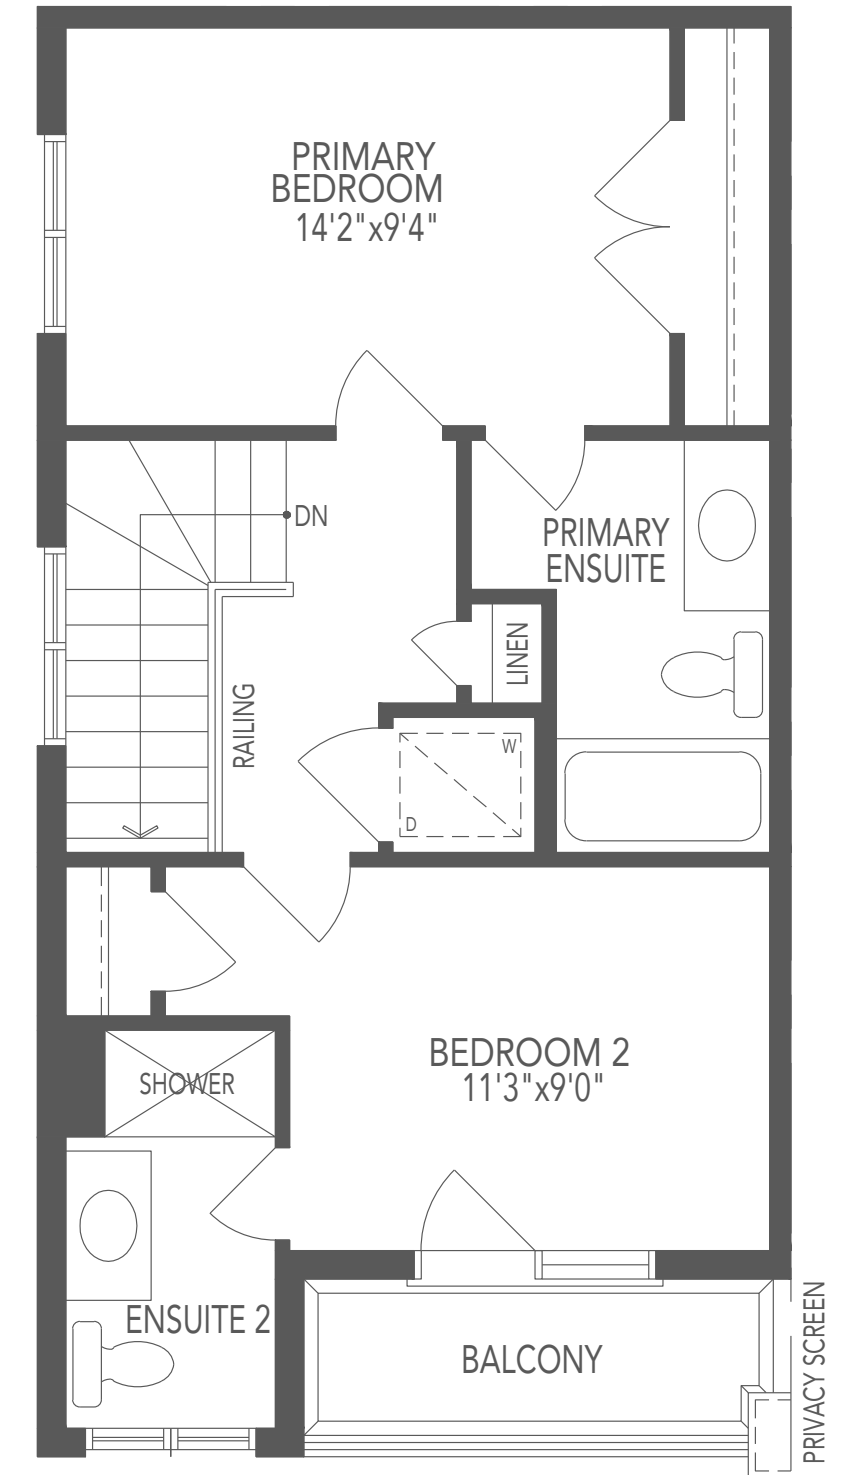 PRIMARY
BEDROOM
14'2"x9'4"
DN
PRIMARY
ENSUITE
LINEN
RAILING
W
D
BEDROOM 2
11'3"x9'0"
SHOWER
ENSUITE 2
BALCONY
PRIVACY SCREEN